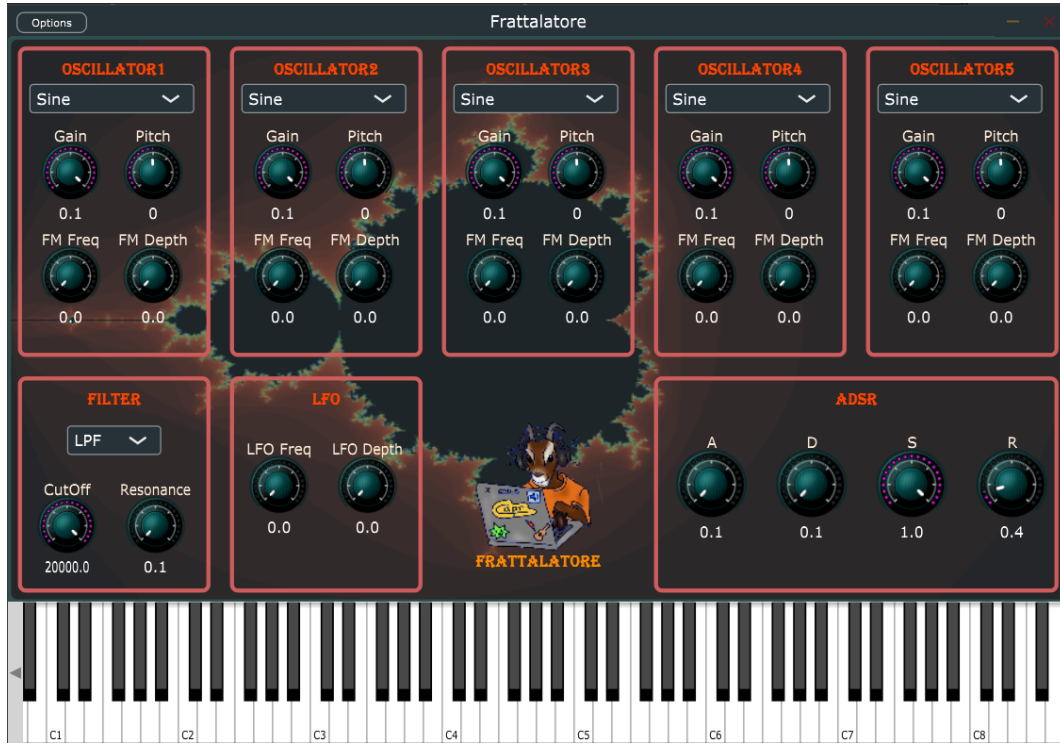 Options
Frattalatore
OSCILLATOR1 OSCILLATOR2 OSCILLATOR3 OSCILLATOR4 OSCILLATOR5
Sine Sine Sine Sine Sine
Gain Pitch Gain Pitch Gain Pitch Gain Pitch Gain Pitch
0.1 0 0.1 0 0.1 0 0.1 0 0.1 0
FM Freq FM Depth FM Freq FM Depth FM Freq FM Depth FM Freq FM Depth FM Freq FM Depth
0.0 0.0 0.0 0.0 0.0 0.0 0.0 0.0 0.0 0.0
FILTER
LPF
CutOff Resonance
20000.0 0.1
LFO
LFO Freq LFO Depth
0.0 0.0
dpr
FRATTALATORE
ADSR
A D S R
0.1 0.1 1.0 0.4
C1 C2 C3 C4 C5 C6 C7 C8